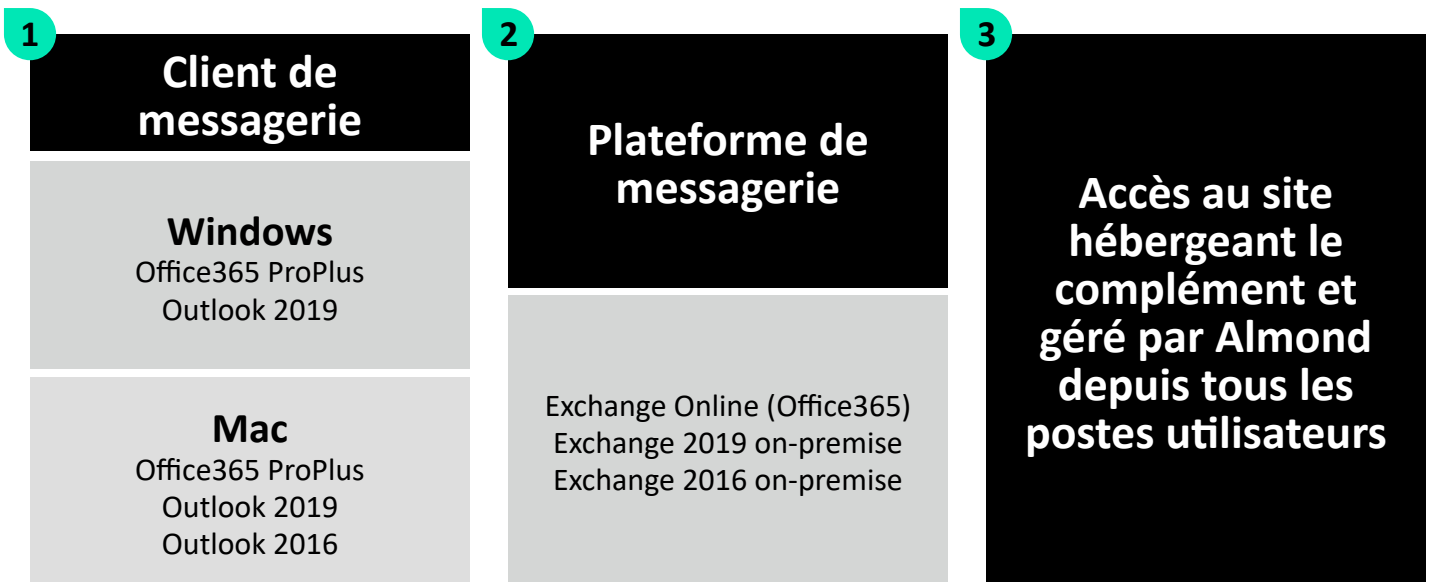 1
Client de
messagerie
Windows
Office365 ProPlus
Outlook 2019
Mac
Office365 ProPlus
Outlook 2019
Outlook 2016
2
Plateforme de
messagerie
Exchange Online (Office365)
Exchange 2019 on-premise
Exchange 2016 on-premise
3
Accès au site
hébergeant le
complément et
géré par Almond
depuis tous les
postes utilisateurs